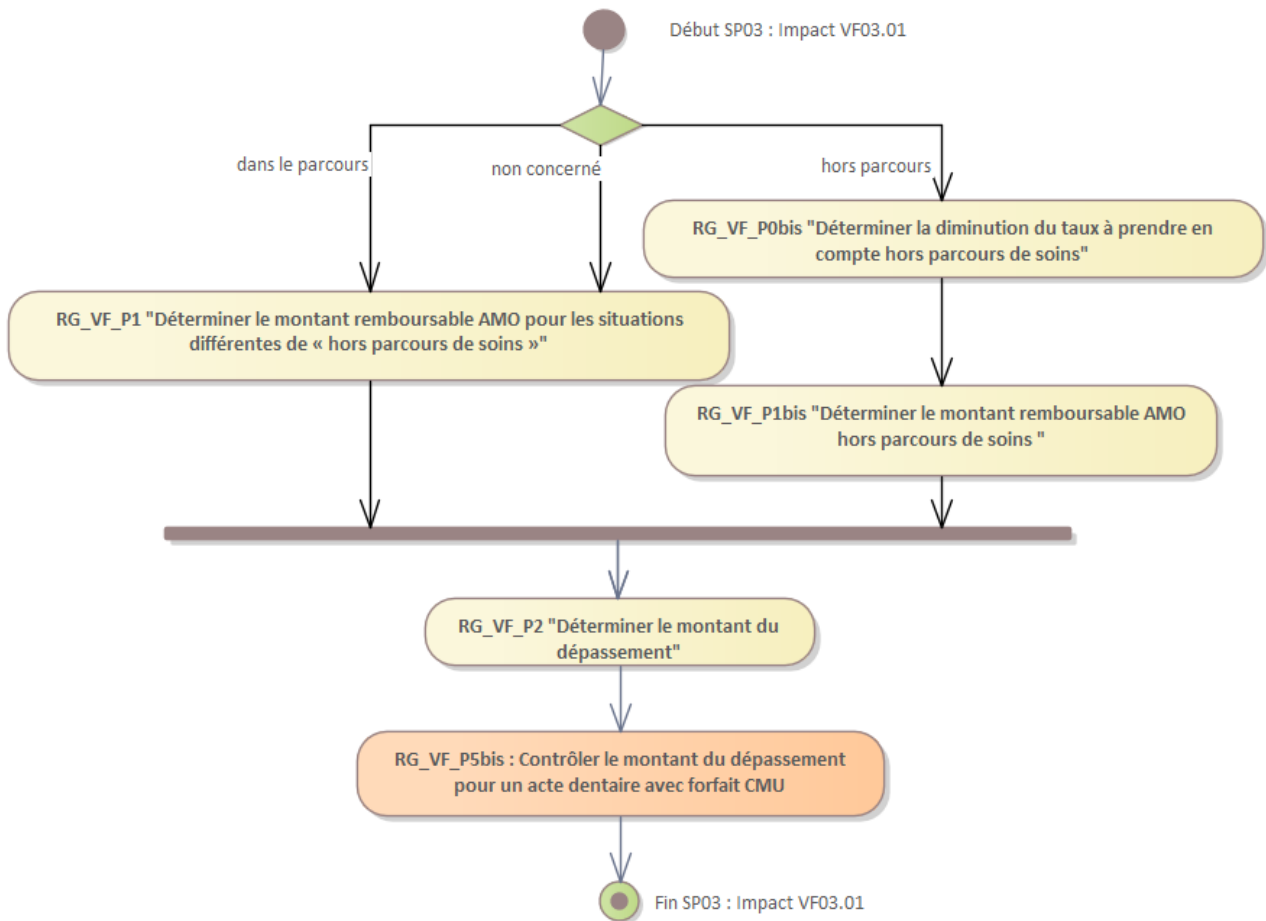 Début SP03 : Impact VF03.01
dans le parcours
non concerné
hors parcours
RG_VF_P0bis "Déterminer la diminution du taux à prendre en
compte hors parcours de soins"
RG_VF_P1 "Déterminer le montant remboursable AMO pour les situations
différentes de « hors parcours de soins »"
RG_VF_P1bis "Déterminer le montant remboursable AMO
hors parcours de soins "
RG_VF_P2 "Déterminer le montant du
dépassement"
RG_VF_P5bis : Contrôler le montant du dépassement
pour un acte dentaire avec forfait CMU
Fin SP03 : Impact VF03.01